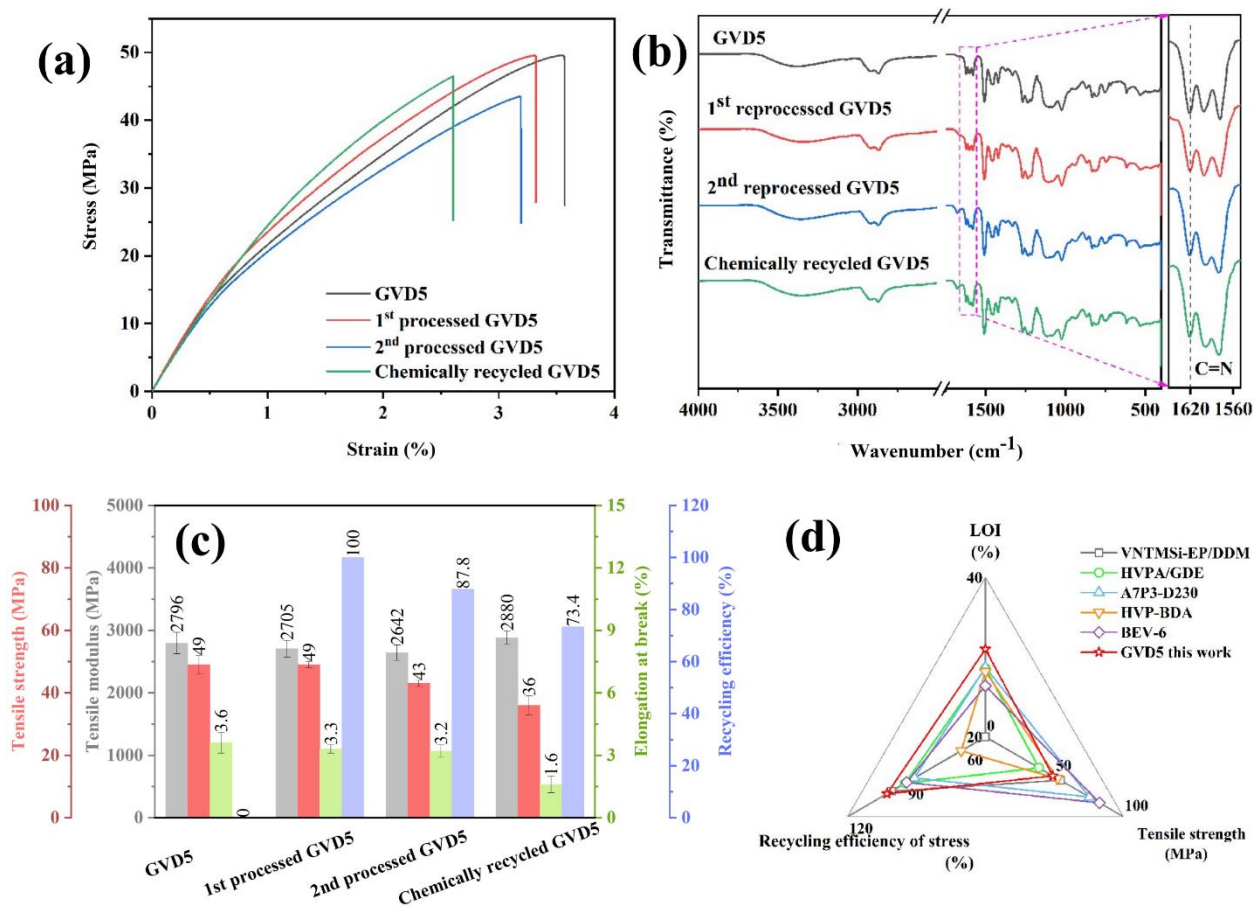 (a)
Stress (MPa)
60
50
40
30
20
10
0
0 1 2 3 4
Strain (%)
GVD5
1st processed GVD5
2nd processed GVD5
Chemically recycled GVD5
(b)
Transmittance (%)
GVD5
1st reprocessed GVD5
2nd reprocessed GVD5
Chemically recycled GVD5
4000 3500 3000 1500 1000 500
Wavenumber (cm-1)
C=N
1620 1560
(c)
Tensile strength (MPa)
100
80
60
40
20
0
Tensile modulus (MPa)
5000
4000
3000
2000
1000
0
2796 49 3.6 0
2705 49 3.3 100
2642 43 3.2 87.8
2880 36 1.6 73.4
15
12
9
6
3
0
Elongation at break (%)
120
100
80
60
40
20
0
Recycling efficiency (%)
GVD5
1st processed GVD5
2nd processed GVD5
Chemically recycled GVD5
(d)
LOI
(%)
40
VNTMSi-EP/DDM
HVPA/GDE
A7P3-D230
HVP-BDA
BEV-6
GVD5 this work
0
20
60
50
90
100
120
Recycling efficiency of stress
(%)
Tensile strength
(MPa)